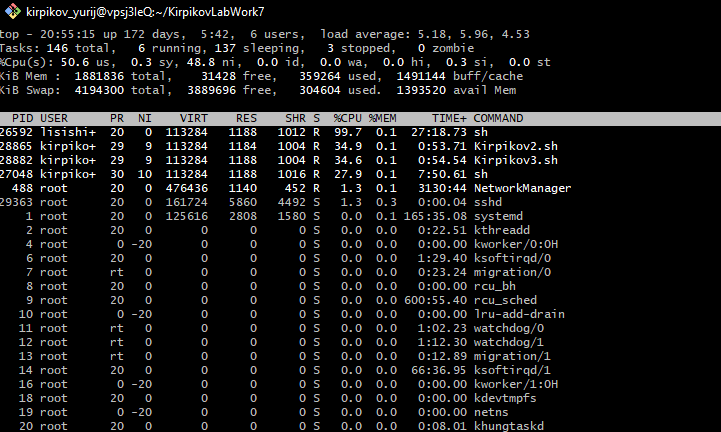 kirpikov_yurij@vpsj3leQ:~/KirpikovLabWork7
top - 20:55:15 up 172 days,  5:42,  6 users,  load average: 5.18, 5.96, 4.53
Tasks: 146 total,   6 running, 137 sleeping,   3 stopped,   0 zombie
%Cpu(s): 50.6 us,  0.3 sy, 48.8 ni,  0.0 id,  0.0 wa,  0.0 hi,  0.3 si,  0.0 st
KiB Mem :  1881836 total,    31428 free,   359264 used,  1491144 buff/cache
KiB Swap:  4194300 total,  3889696 free,   304604 used.  1393520 avail Mem
PID USER      PR  NI    VIRT    RES    SHR S  %CPU %MEM     TIME+ COMMAND
26592 lisishi+  20   0  113284   1188   1012 R  99.7  0.1  27:18.73 sh
28865 kirpiko+  29   9  113284   1184   1004 R  34.9  0.1   0:53.71 Kirpikov2.sh
28882 kirpiko+  29   9  113284   1188   1004 R  34.6  0.1   0:54.54 Kirpikov3.sh
27048 kirpiko+  30  10  113284   1188   1016 R  27.9  0.1   7:50.61 sh
488 root      20   0  476436   1140    452 R   1.3  0.1   3130:44 NetworkManager
29363 root      20   0  161724   5860   4492 S   1.3  0.3   0:00.04 sshd
1 root      20   0  125616   2808   1580 S   0.0  0.1 165:35.08 systemd
2 root      20   0       0      0      0 S   0.0  0.0   0:22.51 kthreadd
4 root       0 -20       0      0      0 S   0.0  0.0   0:00.00 kworker/0:0H
6 root      20   0       0      0      0 S   0.0  0.0   1:29.40 ksoftirqd/0
7 root      rt   0       0      0      0 S   0.0  0.0   0:23.24 migration/0
8 root      20   0       0      0      0 S   0.0  0.0   0:00.00 rcu_bh
9 root      20   0       0      0      0 S   0.0  0.0 600:55.40 rcu_sched
10 root       0 -20       0      0      0 S   0.0  0.0   0:00.00 lru-add-drain
11 root      rt   0       0      0      0 S   0.0  0.0   1:02.23 watchdog/0
12 root      rt   0       0      0      0 S   0.0  0.0   1:12.30 watchdog/1
13 root      rt   0       0      0      0 S   0.0  0.0   0:12.89 migration/1
14 root      20   0       0      0      0 S   0.0  0.0  66:36.95 ksoftirqd/1
16 root       0 -20       0      0      0 S   0.0  0.0   0:00.00 kworker/1:0H
18 root      20   0       0      0      0 S   0.0  0.0   0:00.00 kdevtmpfs
19 root       0 -20       0      0      0 S   0.0  0.0   0:00.00 netns
20 root      20   0       0      0      0 S   0.0  0.0   0:08.01 khungtaskd